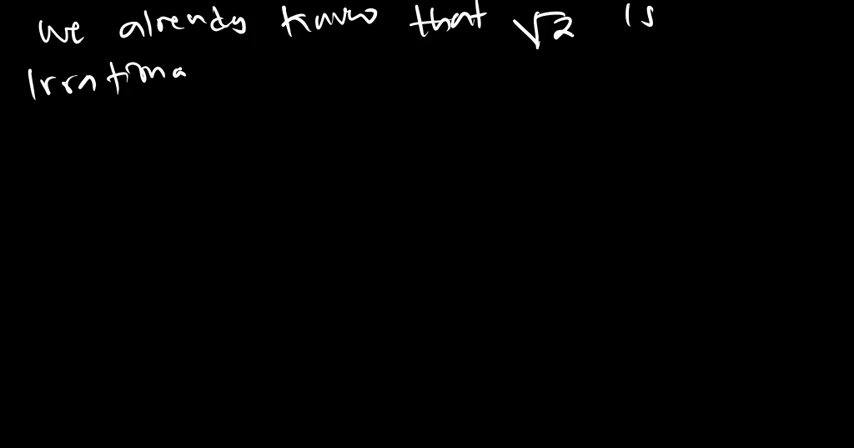 we already know that √2 is
Irrationa